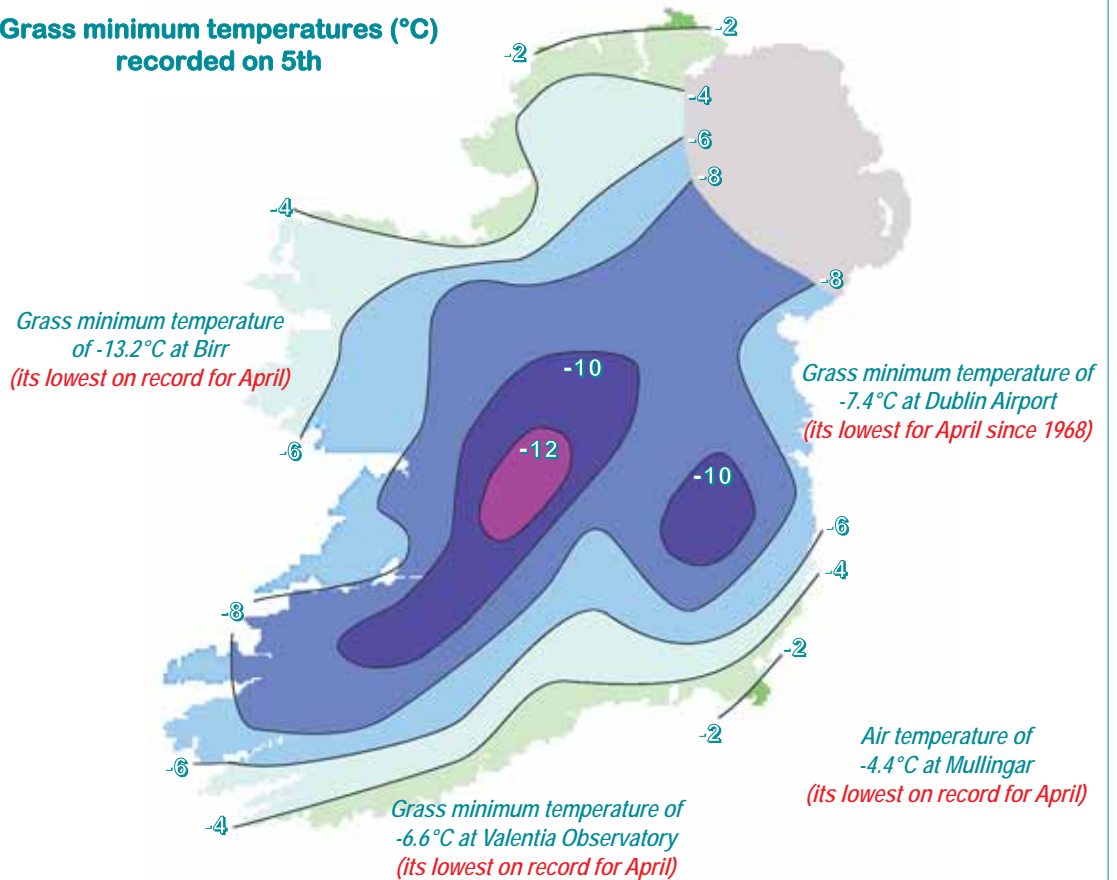 Grass minimum temperatures (°C)
recorded on 5th
-2
-2
-4
-6
-8
-4
-8
Grass minimum temperature
of -13.2°C at Birr
(its lowest on record for April)
-10
Grass minimum temperature of
-7.4°C at Dublin Airport
(its lowest for April since 1968)
-6
-12
-10
-6
-4
-8
-2
-2
-6
Air temperature of
-4.4°C at Mullingar
(its lowest on record for April)
-4
Grass minimum temperature of
-6.6°C at Valentia Observatory
(its lowest on record for April)